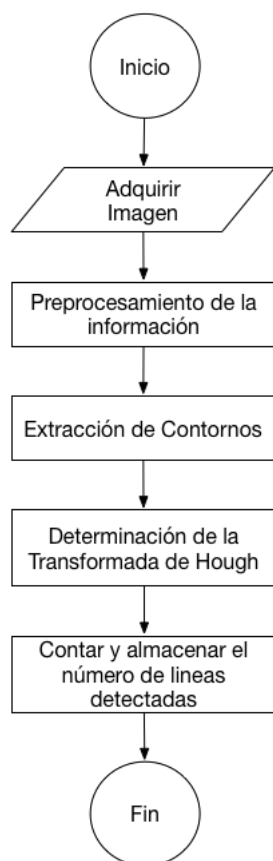 Inicio
Adquirir
Imagen
Preprocesamiento de la
información
Extracción de Contornos
Determinación de la
Transformada de Hough
Contar y almacenar el
número de lineas
detectadas
Fin